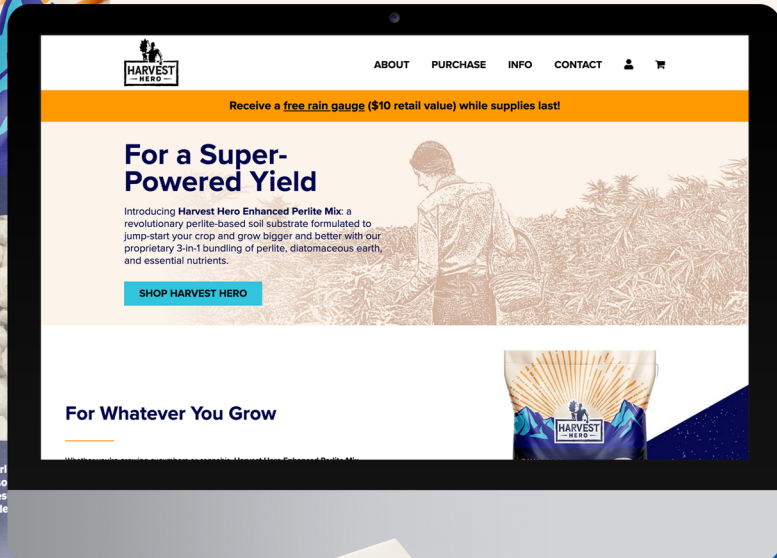 HARVEST
HERO
ABOUT PURCHASE INFO CONTACT
Receive a free rain gauge ($10 retail value) while supplies last!
For a Super-
Powered Yield
Introducing Harvest Hero Enhanced Perlite Mix: a
revolutionary perlite-based soil substrate formulated to
jump-start your crop and grow bigger and better with our
proprietary 3-in-1 bundling of perlite, diatomaceous earth,
and essential nutrients.
SHOP HARVEST HERO
For Whatever You Grow
HARVEST
HERO